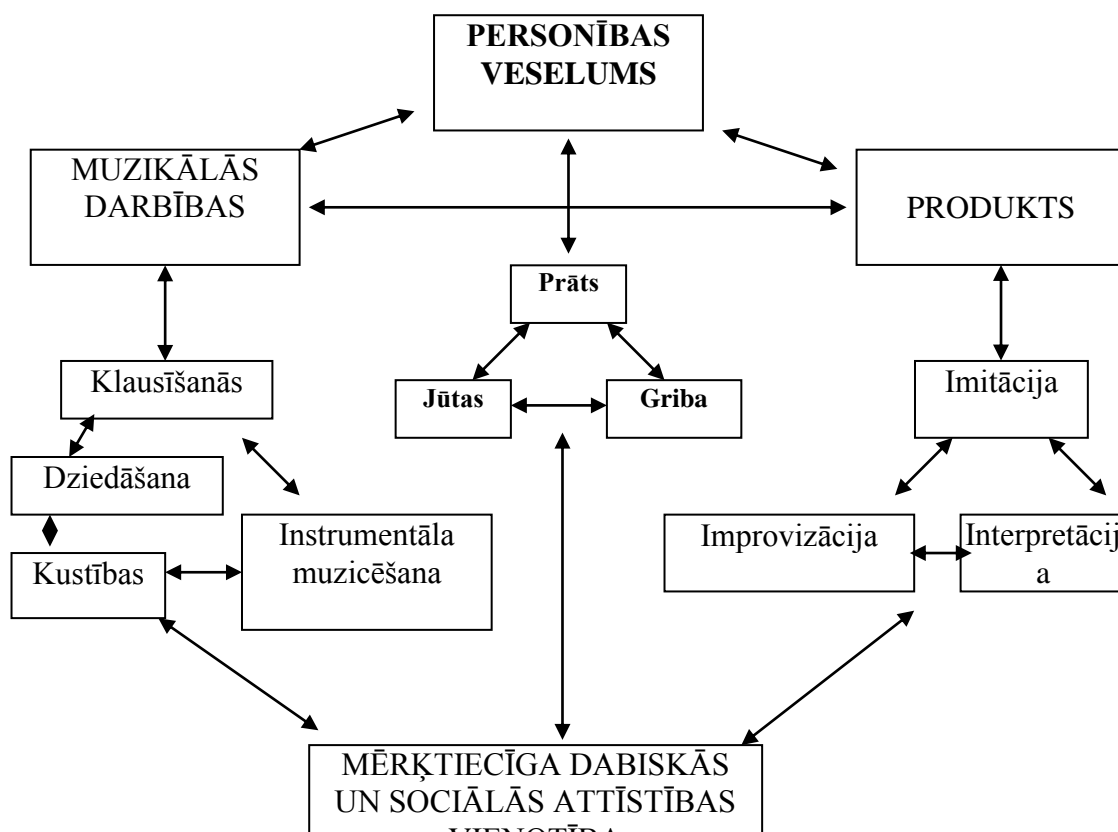 PERSONĪBAS
VESELUMS
MUZIKĀLĀS
DARBĪBAS
PRODUKTS
Prāts
Jūtas
Griba
Klausīšanās
Dziedāšana
Kustības
Instrumentāla
muzicēšana
Imitācija
Improvizācija
Interpretācij
a
MĒRĶTIECĪGA DABISKĀS
UN SOCIĀLĀS ATTĪSTĪBAS
VIENOTĪBA